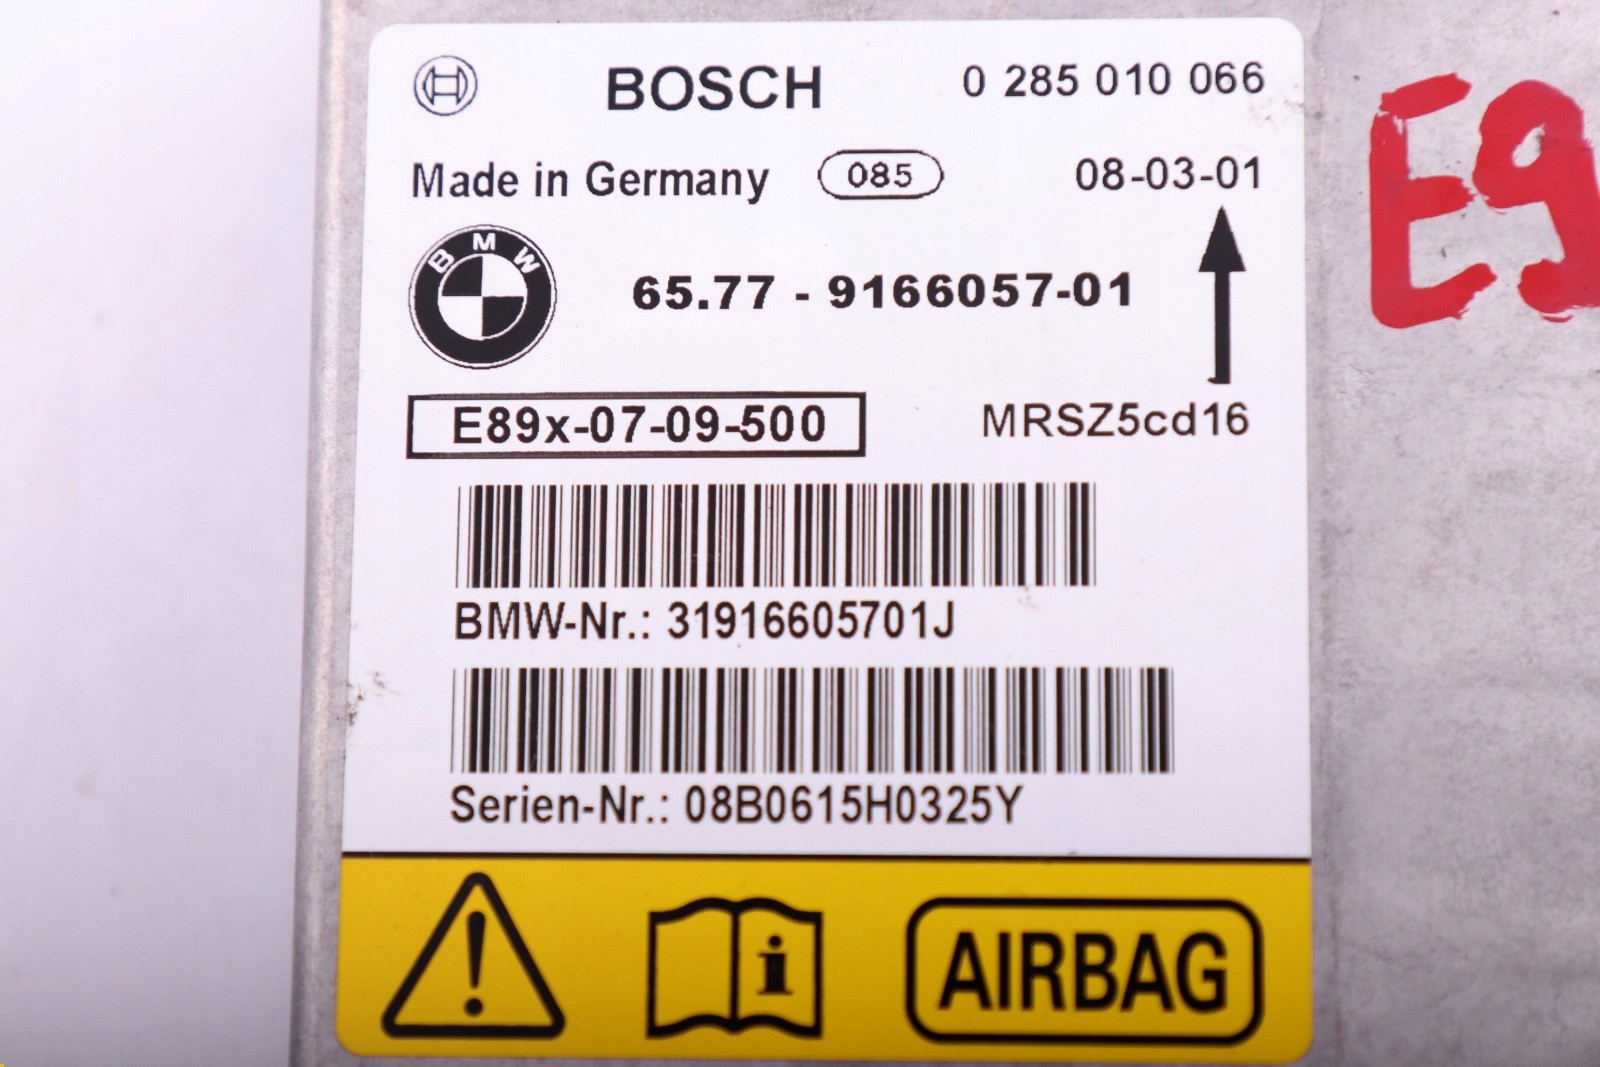 BOSCH 0 285 010 066
Made in Germany 085 08-03-01
BMW 65.77 - 9166057-01
E89x-07-09-500 MRSZ5cd16
BMW-Nr.: 31916605701J
Serien-Nr.: 08B0615H0325Y
AIRBAG
E9